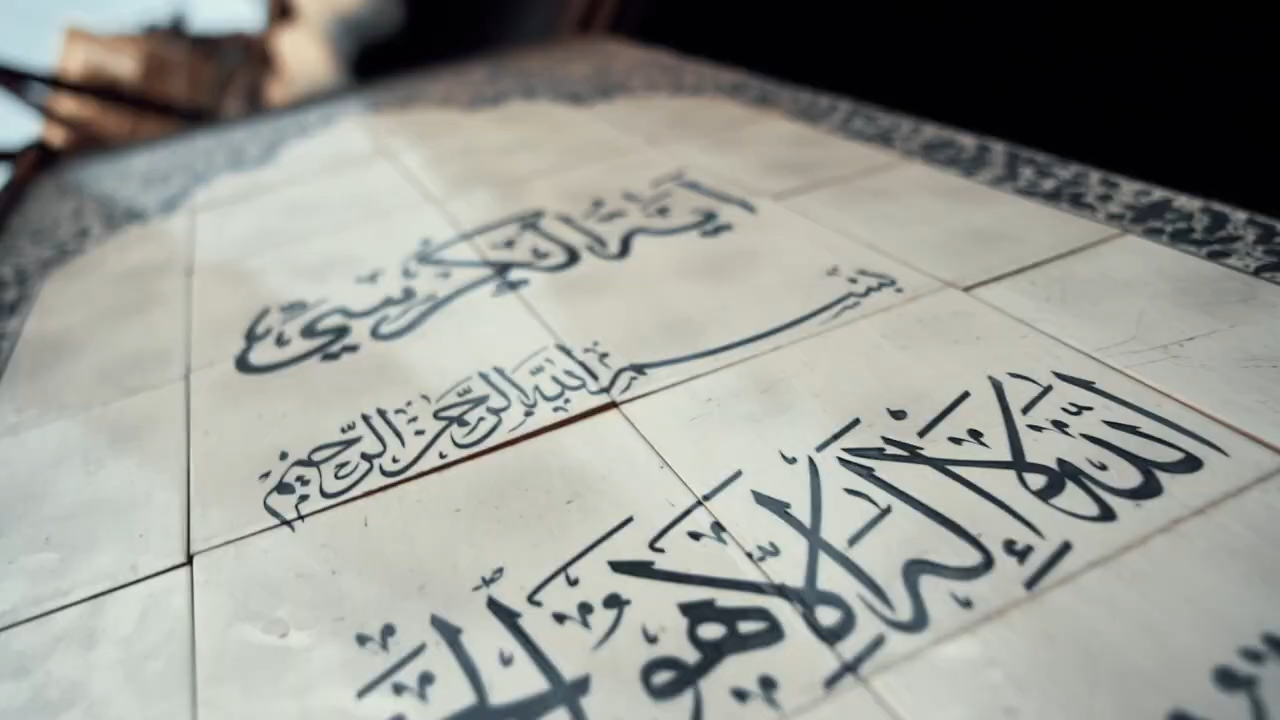 آية الكرسي
بسم الله الرحمن الرحيم
الله لا إله إلا هو